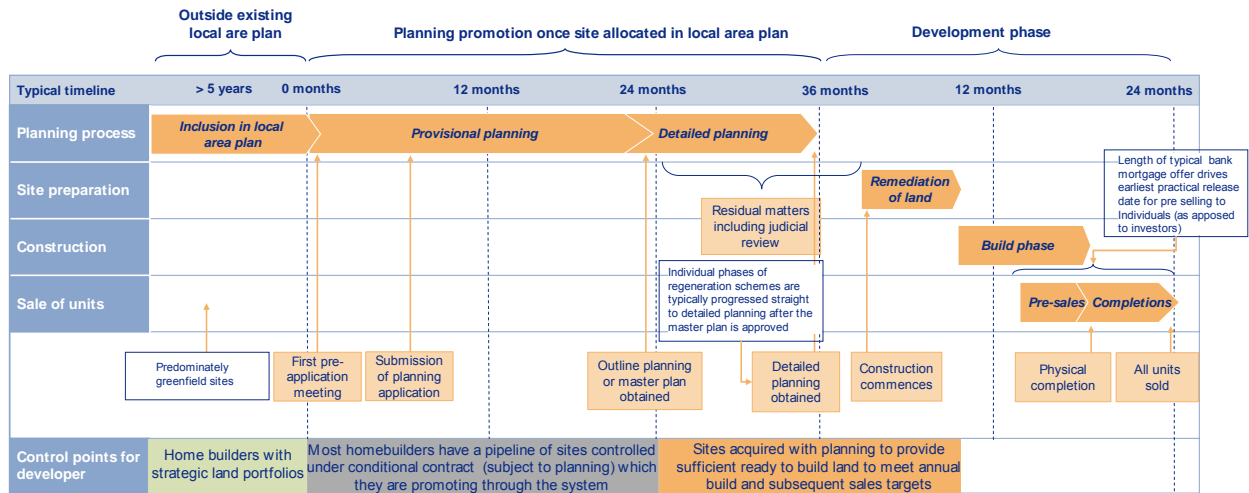 Outside existing
local are plan
Planning promotion once site allocated in local area plan
Development phase
Typical timeline
> 5 years
0 months
12 months
24 months
36 months
12 months
24 months
Planning process
Inclusion in local
area plan
Provisional planning
Detailed planning
Site preparation
Remediation
of land
Length of typical bank
mortgage offer drives
earliest practical release
date for pre selling to
Individuals (as apposed
to investors)
Residual matters
including judicial
review
Construction
Build phase
Individual phases of
regeneration schemes are
typically progressed straight
to detailed planning after the
master plan is approved
Sale of units
Pre-sales
Completions
Predominately
greenfield sites
First pre-
application
meeting
Submission
of planning
application
Outline planning
or master plan
obtained
Detailed
planning
obtained
Construction
commences
Physical
completion
All units
sold
Control points for
developer
Home builders with
strategic land portfolios
Most homebuilders have a pipeline of sites controlled
under conditional contract (subject to planning) which
they are promoting through the system
Sites acquired with planning to provide
sufficient ready to build land to meet annual
build and subsequent sales targets